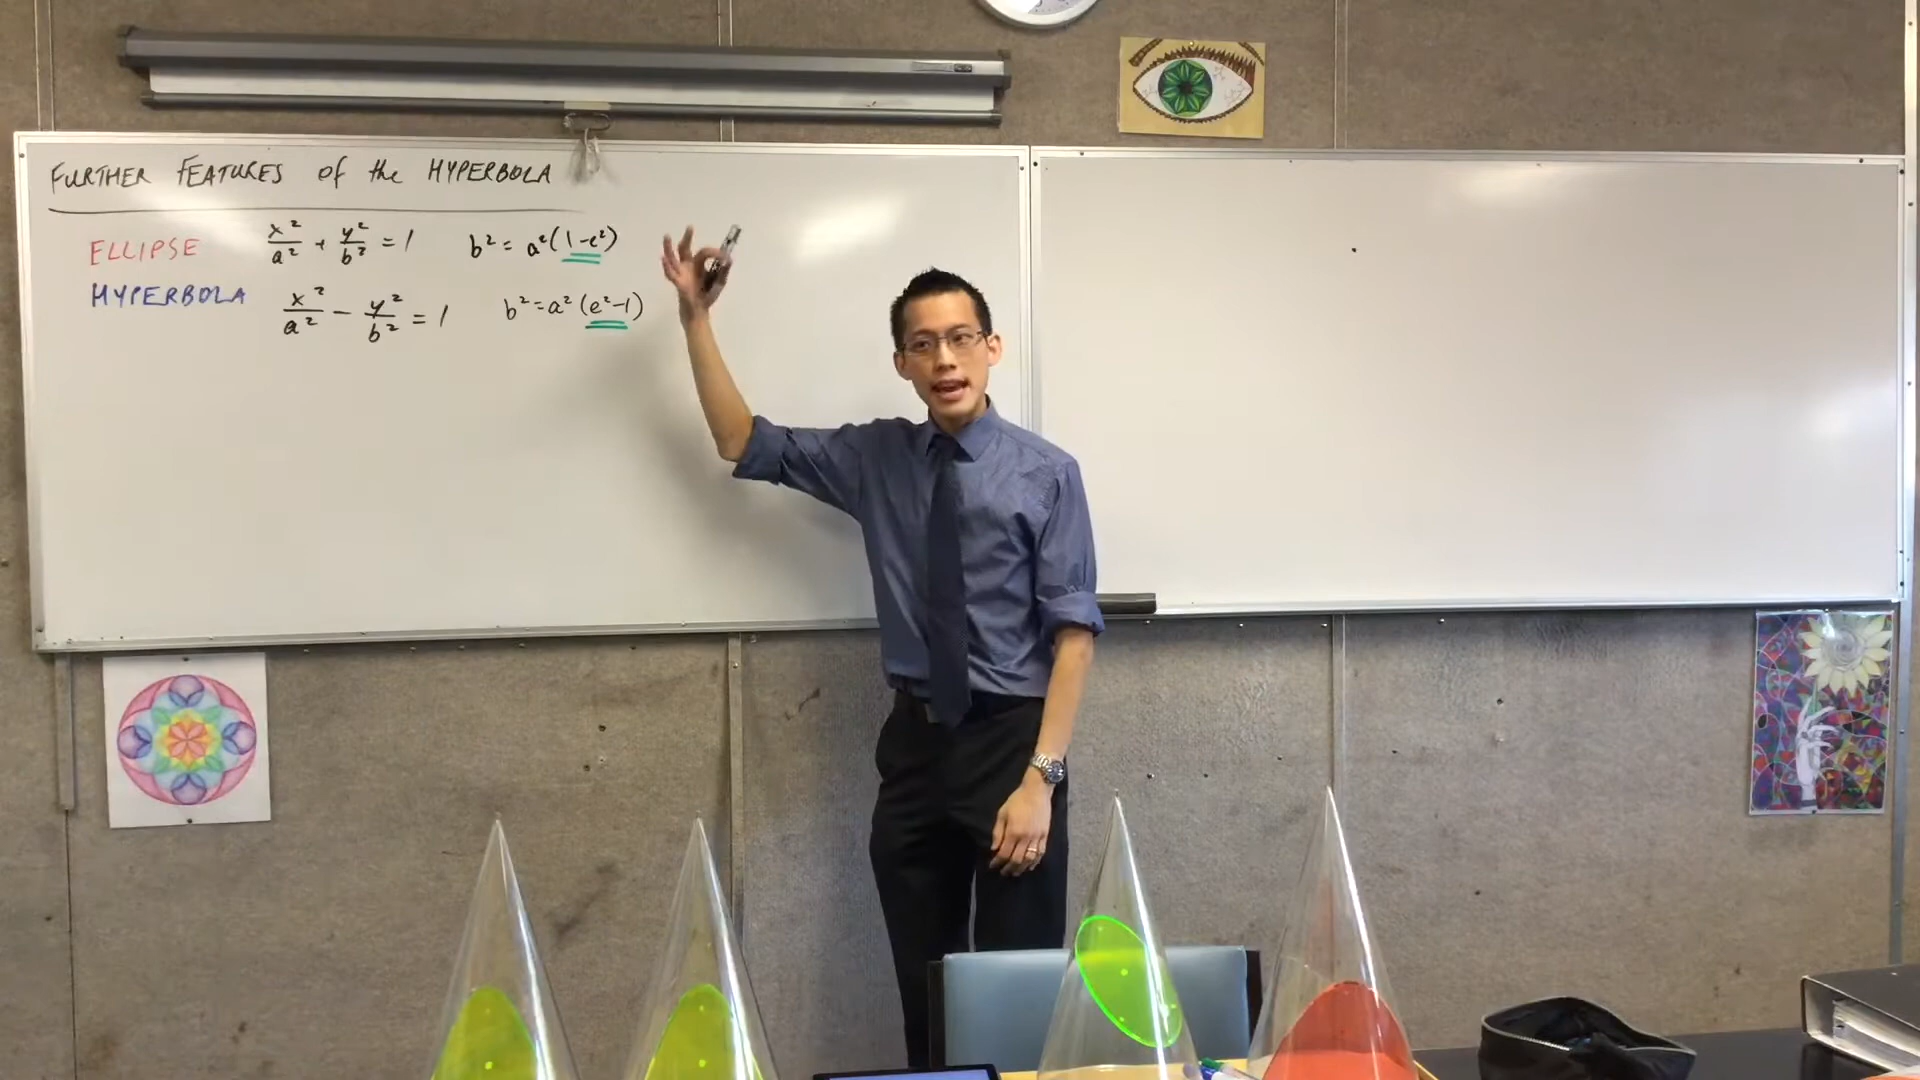 FURTHER FEATURES of the HYPERBOLA
ELLIPSE x²/a² + y²/b² = 1 b² = a²(1-e²)
HYPERBOLA x²/a² - y²/b² = 1 b² = a²(e²-1)